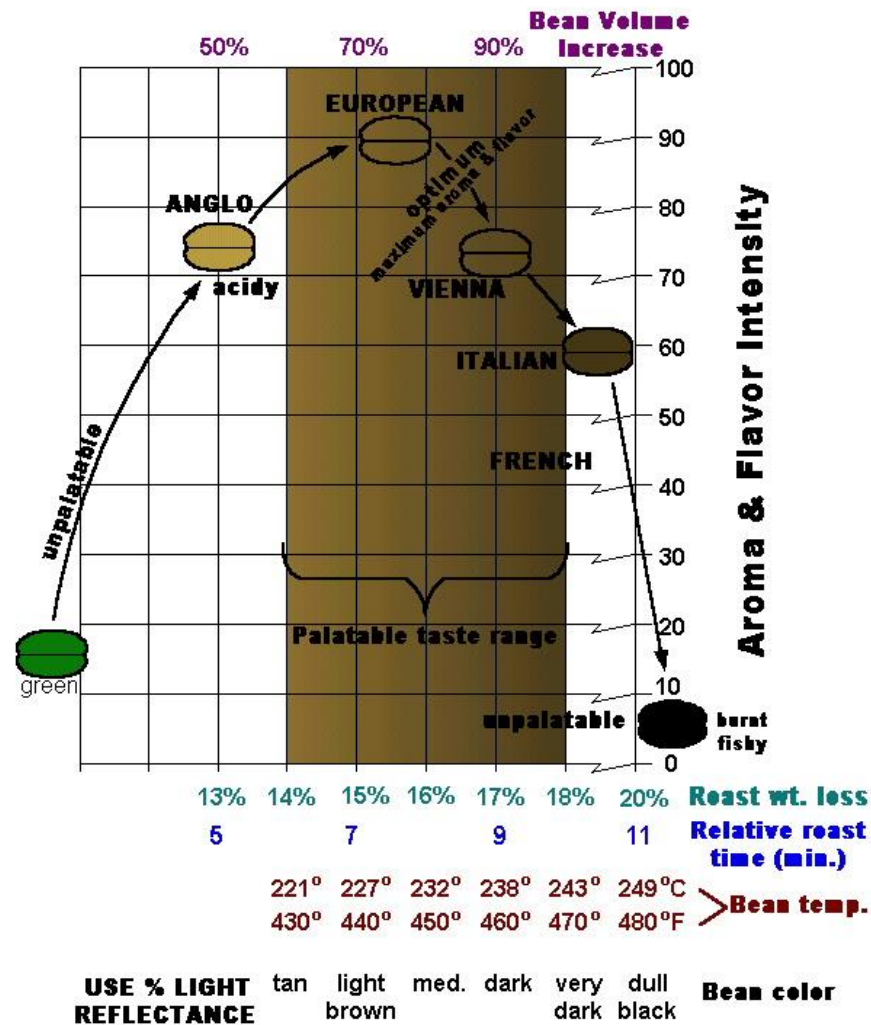 Bean Volume
50% 70% 90% Increase
100
EUROPEAN
90
optimum
maximum aroma & flavor
ANGLO
80
acidy
70
VIENNA
ITALIAN
60
50
FRENCH
40
unpalatable
30
20
Palatable taste range
green
10
unpalatable
burnt
fishy
0
Aroma & Flavor Intensity
13% 14% 15% 16% 17% 18% 20% Roast wt. loss
5 7 9 11 Relative roast
time (min.)
221° 227° 232° 238° 243° 249°C
Bean temp.
430° 440° 450° 460° 470° 480°F
USE % LIGHT
REFLECTANCE
tan
light
brown
med.
dark
very
dark
dull
black
Bean color